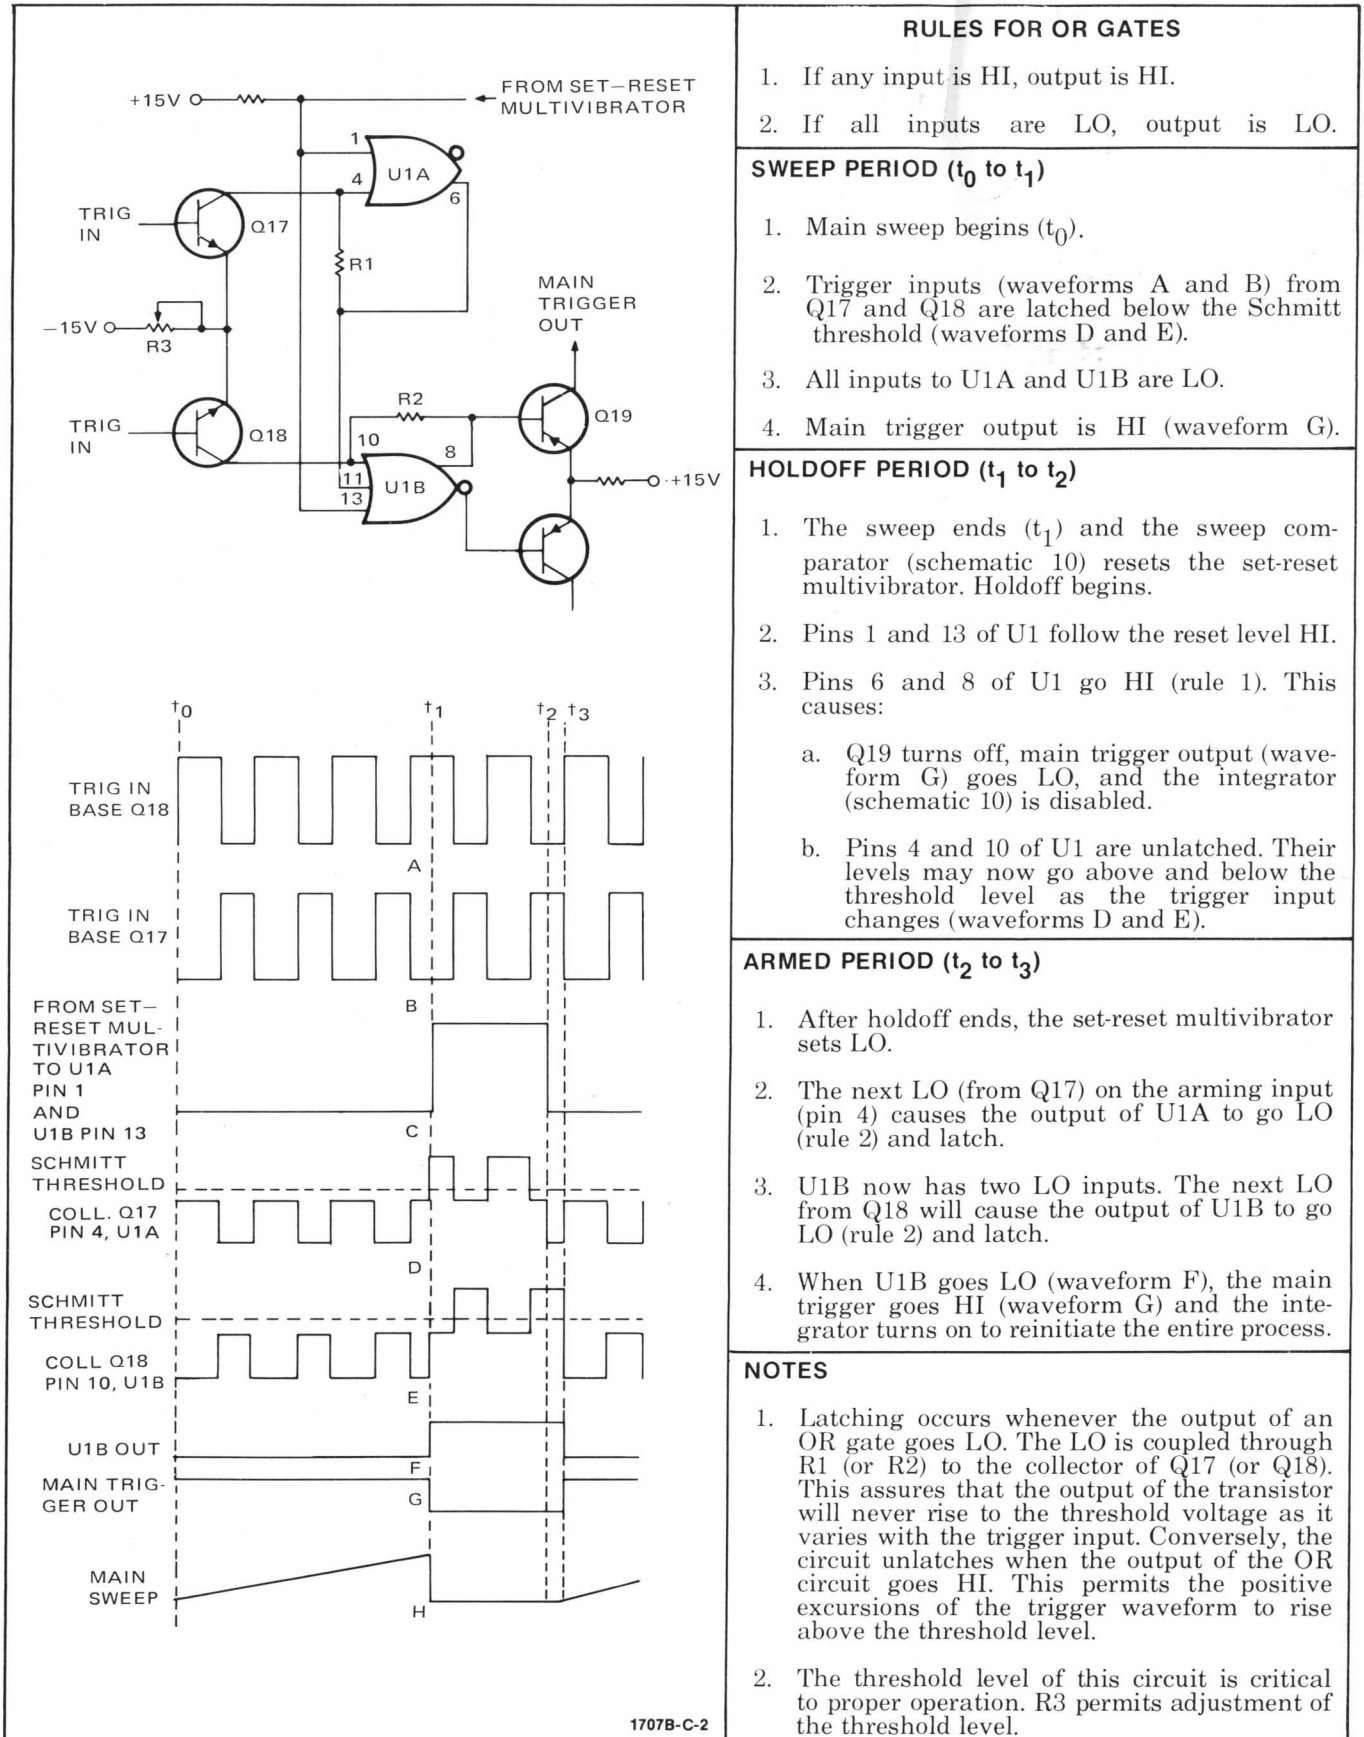 +15V
FROM SET–RESET
MULTIVIBRATOR
1
U1A
4
6
TRIG
IN
Q17
R1
MAIN
TRIGGER
OUT
–15V
R3
R2
Q19
TRIG
IN
Q18
10
8
11
U1B
13
+15V
t0
t1
t2
t3
TRIG IN
BASE Q18
A
TRIG IN
BASE Q17
B
FROM SET–
RESET MUL-
TIVIBRATOR
TO U1A
PIN 1
AND
U1B PIN 13
C
SCHMITT
THRESHOLD
COLL. Q17
PIN 4, U1A
D
SCHMITT
THRESHOLD
COLL Q18
PIN 10, U1B
E
U1B OUT
F
MAIN TRIG-
GER OUT
G
MAIN
SWEEP
H
1707B-C-2
RULES FOR OR GATES
1. If any input is HI, output is HI.
2. If all inputs are LO, output is LO.
SWEEP PERIOD (t0 to t1)
1. Main sweep begins (t0).
2. Trigger inputs (waveforms A and B) from
Q17 and Q18 are latched below the Schmitt
threshold (waveforms D and E).
3. All inputs to U1A and U1B are LO.
4. Main trigger output is HI (waveform G).
HOLDOFF PERIOD (t1 to t2)
1. The sweep ends (t1) and the sweep com-
parator (schematic 10) resets the set-reset
multivibrator. Holdoff begins.
2. Pins 1 and 13 of U1 follow the reset level HI.
3. Pins 6 and 8 of U1 go HI (rule 1). This
causes:
a. Q19 turns off, main trigger output (wave-
form G) goes LO, and the integrator
(schematic 10) is disabled.
b. Pins 4 and 10 of U1 are unlatched. Their
levels may now go above and below the
threshold level as the trigger input
changes (waveforms D and E).
ARMED PERIOD (t2 to t3)
1. After holdoff ends, the set-reset multivibrator
sets LO.
2. The next LO (from Q17) on the arming input
(pin 4) causes the output of U1A to go LO
(rule 2) and latch.
3. U1B now has two LO inputs. The next LO
from Q18 will cause the output of U1B to go
LO (rule 2) and latch.
4. When U1B goes LO (waveform F), the main
trigger goes HI (waveform G) and the inte-
grator turns on to reinitiate the entire process.
NOTES
1. Latching occurs whenever the output of an
OR gate goes LO. The LO is coupled through
R1 (or R2) to the collector of Q17 (or Q18).
This assures that the output of the transistor
will never rise to the threshold voltage as it
varies with the trigger input. Conversely, the
circuit unlatches when the output of the OR
circuit goes HI. This permits the positive
excursions of the trigger waveform to rise
above the threshold level.
2. The threshold level of this circuit is critical
to proper operation. R3 permits adjustment of
the threshold level.